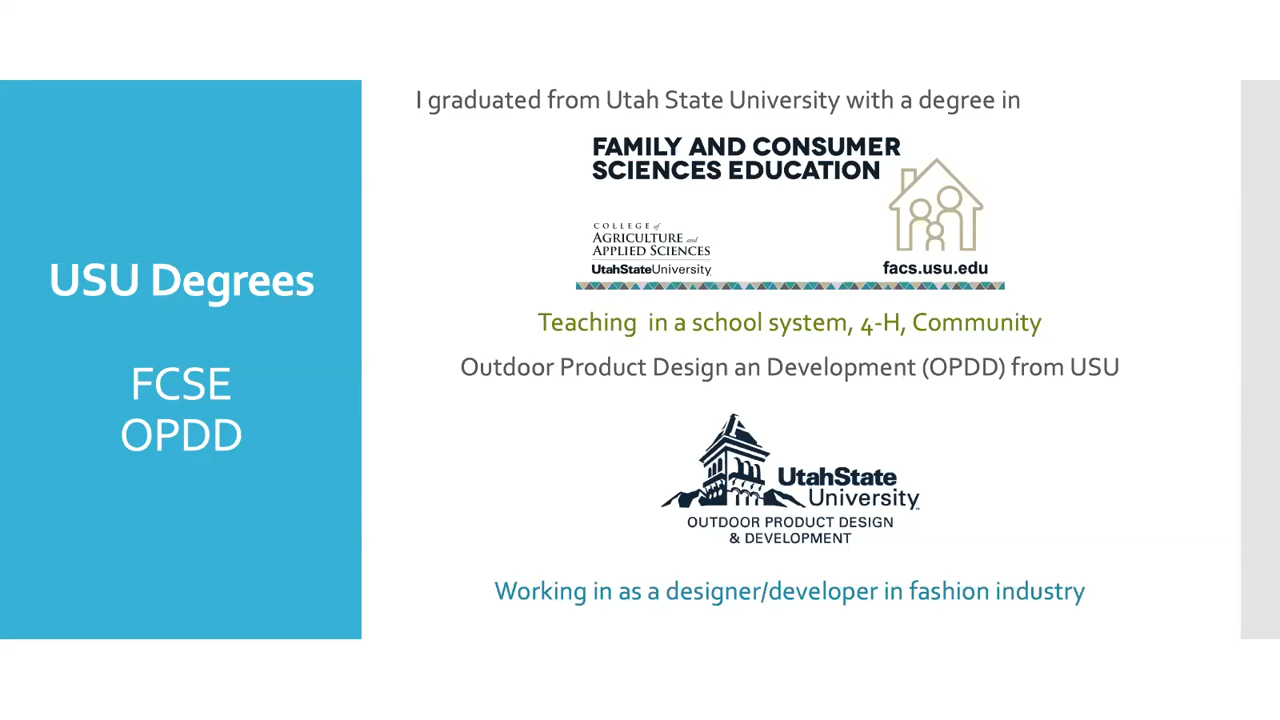 USU Degrees
FCSE
OPDD
I graduated from Utah State University with a degree in
FAMILY AND CONSUMER
SCIENCES EDUCATION
COLLEGE of
AGRICULTURE and
APPLIED SCIENCES
UtahStateUniversity
facs.usu.edu
Teaching in a school system, 4-H, Community
Outdoor Product Design an Development (OPDD) from USU
UtahState
University™
OUTDOOR PRODUCT DESIGN
& DEVELOPMENT
Working in as a designer/developer in fashion industry